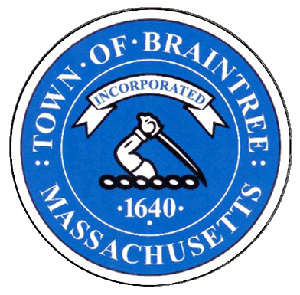 TOWN·OF·BRAINTREE
INCORPORATED
·1640·
MASSACHUSETTS